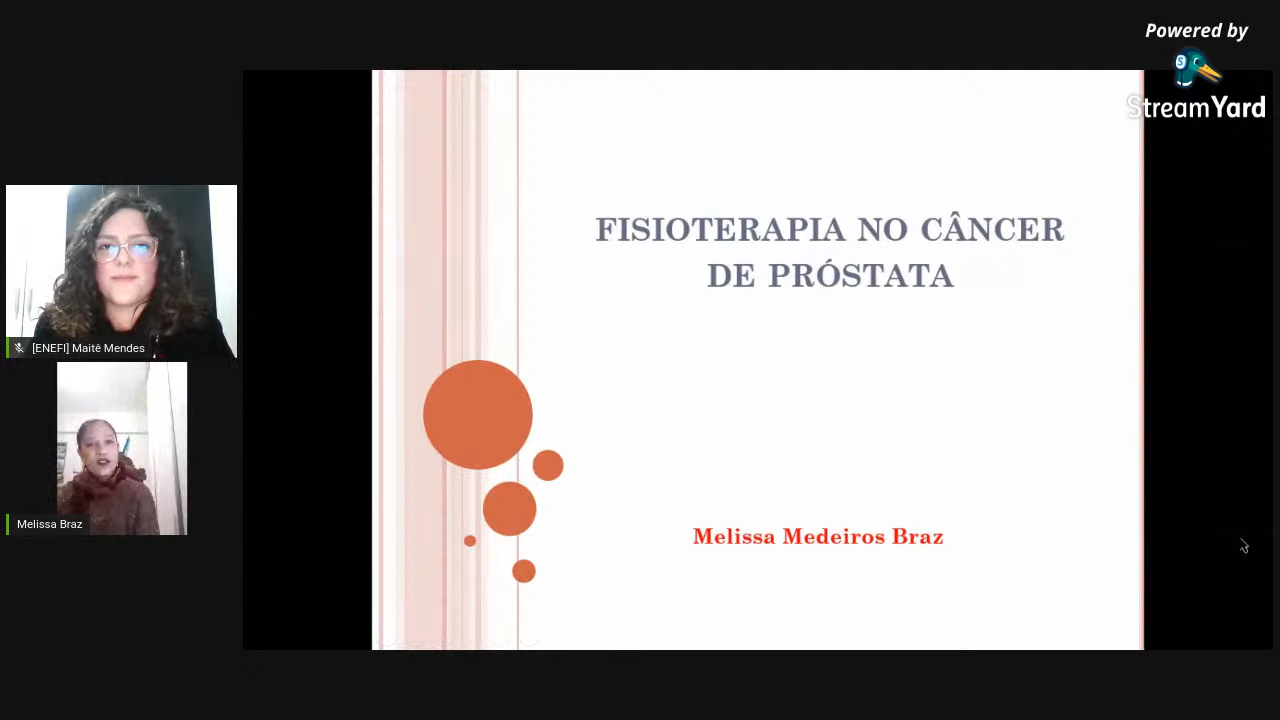 Powered by
StreamYard
FISIOTERAPIA NO CÂNCER
DE PRÓSTATA
[ENEFI] Maitê Mendes
Melissa Braz
Melissa Medeiros Braz